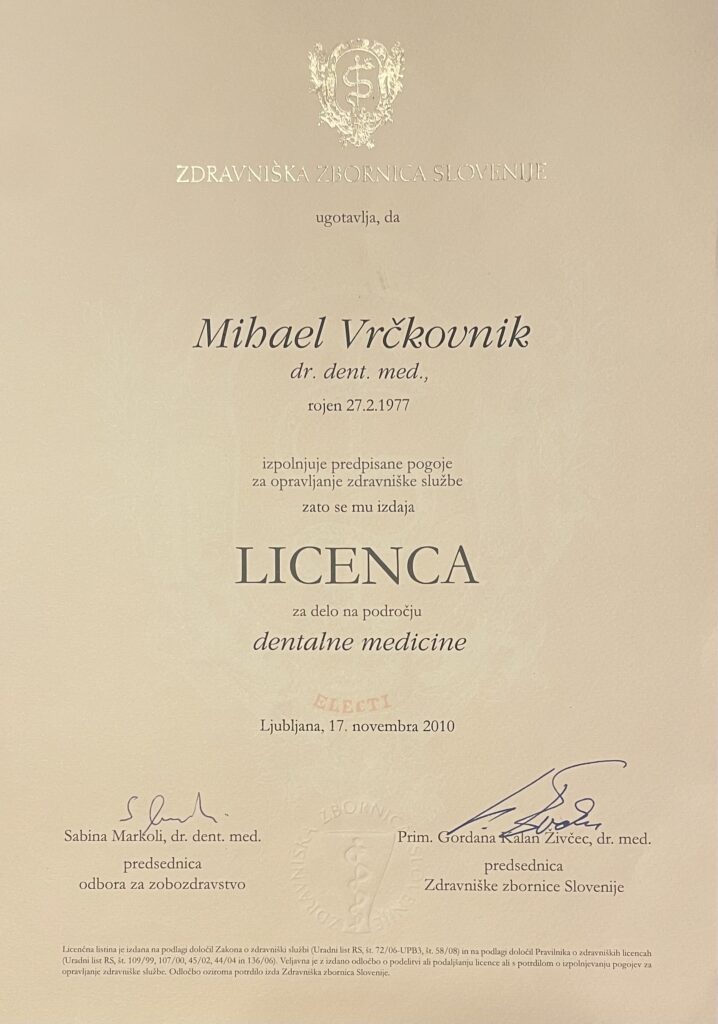 ZDRAVNIŠKA ZBORNICA SLOVENIJE
ugotavlja, da
Mihael Vrčkovnik
dr. dent. med.,
rojen 27.2.1977
izpolnjuje predpisane pogoje
za opravljanje zdravniške službe
zato se mu izdaja
LICENCA
za delo na področju
dentalne medicine
ELECTI
Ljubljana, 17. novembra 2010
Sabina Markoli, dr. dent. med.
predsednica
odbora za zobozdravstvo
Prim. Gordana Kalan Živčec, dr. med.
predsednica
Zdravniške zbornice Slovenije
Licenčna listina je izdana na podlagi določil Zakona o zdravniški službi (Uradni list RS, št. 72/06-UPB3, št. 58/08) in na podlagi določil Pravilnika o zdravniških licencah
(Uradni list RS, št. 109/99, 107/00, 45/02, 44/04 in 136/06). Veljavna je z izdano odločbo o podelitvi ali podaljšanju licence ali s potrdilom o izpolnjevanju pogojev za
opravljanje zdravniške službe. Odločbo oziroma potrdilo izda Zdravniška zbornica Slovenije.